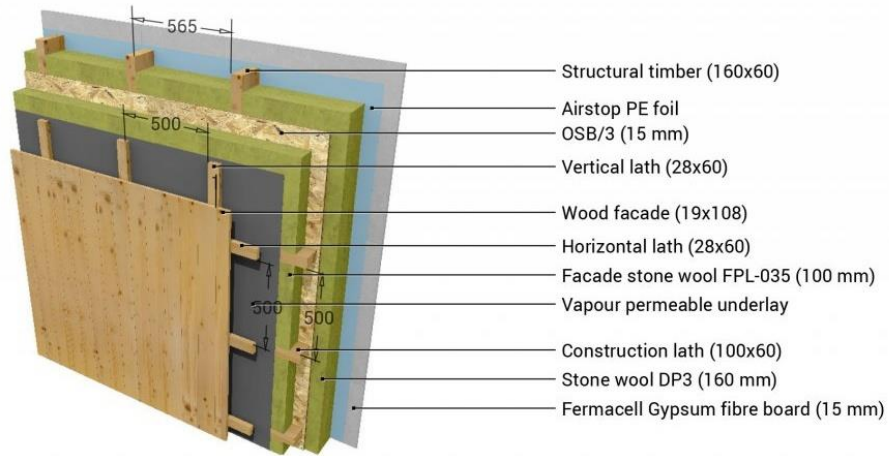 565
500
500
500
Structural timber (160x60)
Airstop PE foil
OSB/3 (15 mm)
Vertical lath (28x60)
Wood facade (19x108)
Horizontal lath (28x60)
Facade stone wool FPL-035 (100 mm)
Vapour permeable underlay
Construction lath (100x60)
Stone wool DP3 (160 mm)
Fermacell Gypsum fibre board (15 mm)